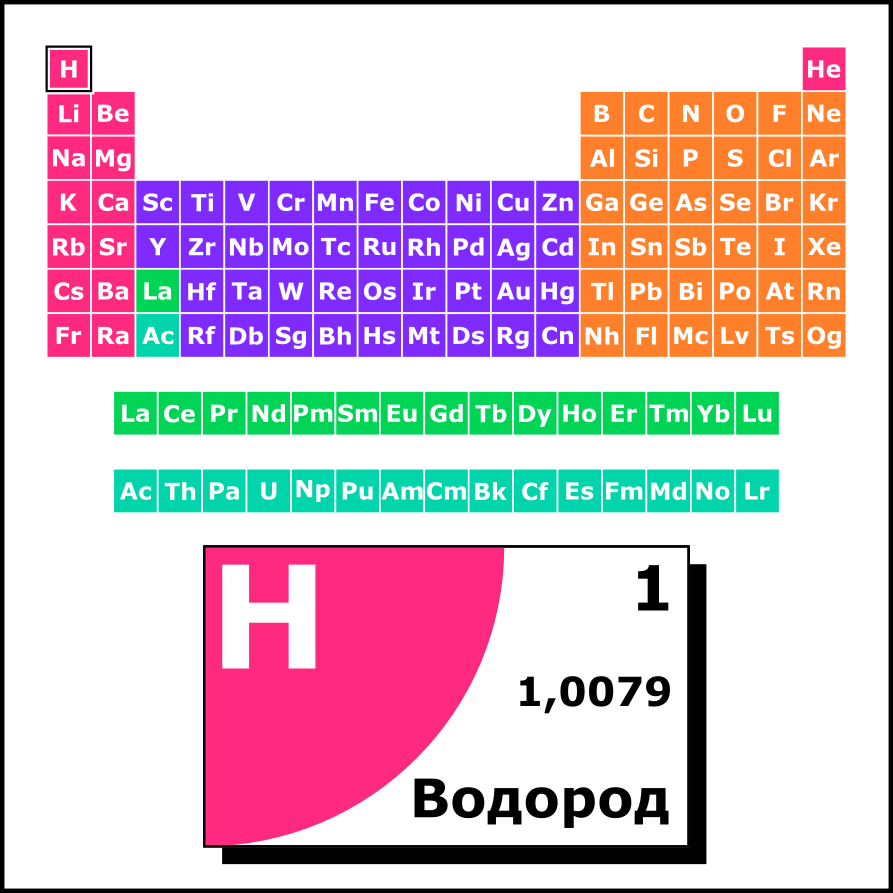 H He
Li Be B C N O F Ne
Na Mg Al Si P S Cl Ar
K Ca Sc Ti V Cr Mn Fe Co Ni Cu Zn Ga Ge As Se Br Kr
Rb Sr Y Zr Nb Mo Tc Ru Rh Pd Ag Cd In Sn Sb Te I Xe
Cs Ba La Hf Ta W Re Os Ir Pt Au Hg Tl Pb Bi Po At Rn
Fr Ra Ac Rf Db Sg Bh Hs Mt Ds Rg Cn Nh Fl Mc Lv Ts Og
La Ce Pr Nd Pm Sm Eu Gd Tb Dy Ho Er Tm Yb Lu
Ac Th Pa U Np Pu Am Cm Bk Cf Es Fm Md No Lr
H 1
1,0079
Водород